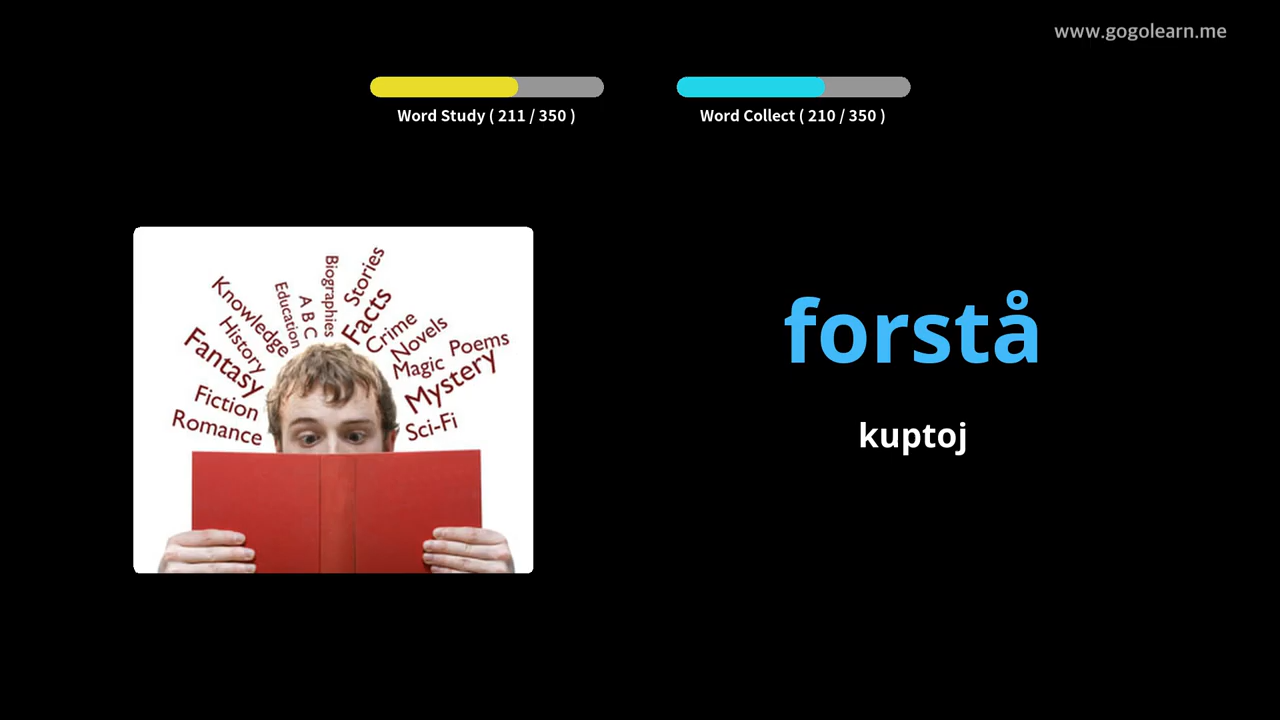 www.gogolearn.me
Word Study ( 211 / 350 )
Word Collect ( 210 / 350 )
Knowledge
Education
A B C
Biographies
Stories
Facts
Crime
Novels
Poems
Magic
Mystery
Sci-Fi
History
Fantasy
Fiction
Romance
forstå
kuptoj